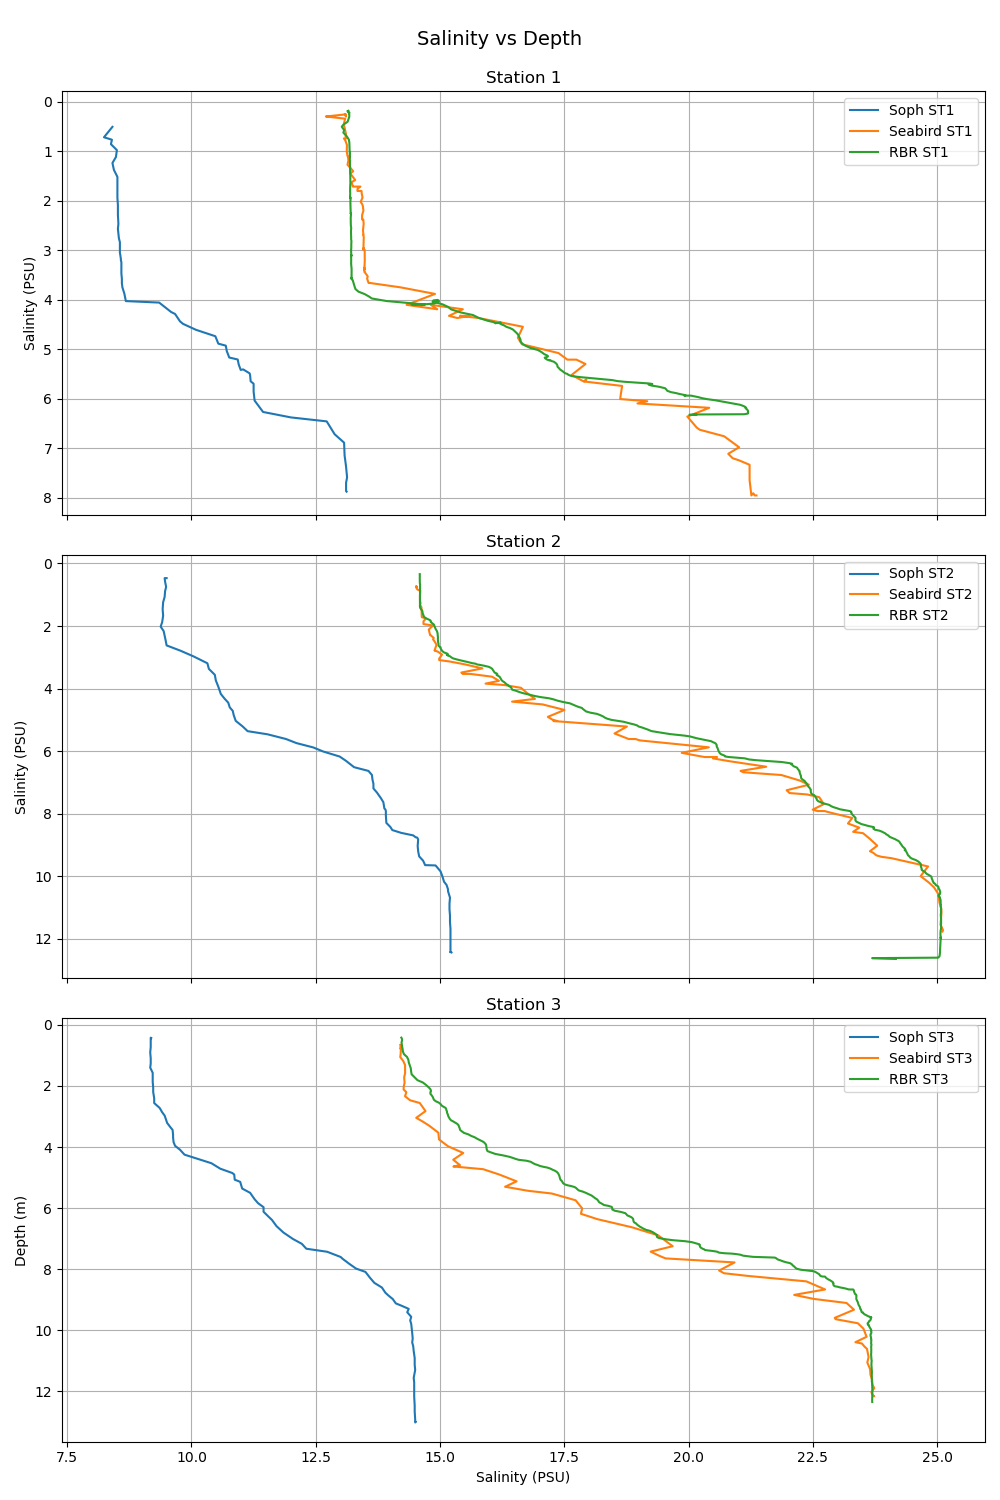 Salinity vs Depth
Station 1
0
1
2
3
4
5
6
7
8
Salinity (PSU)
Soph ST1
Seabird ST1
RBR ST1
Station 2
0
2
4
6
8
10
12
Salinity (PSU)
Soph ST2
Seabird ST2
RBR ST2
Station 3
0
2
4
6
8
10
12
Depth (m)
Soph ST3
Seabird ST3
RBR ST3
7.5 10.0 12.5 15.0 17.5 20.0 22.5 25.0
Salinity (PSU)